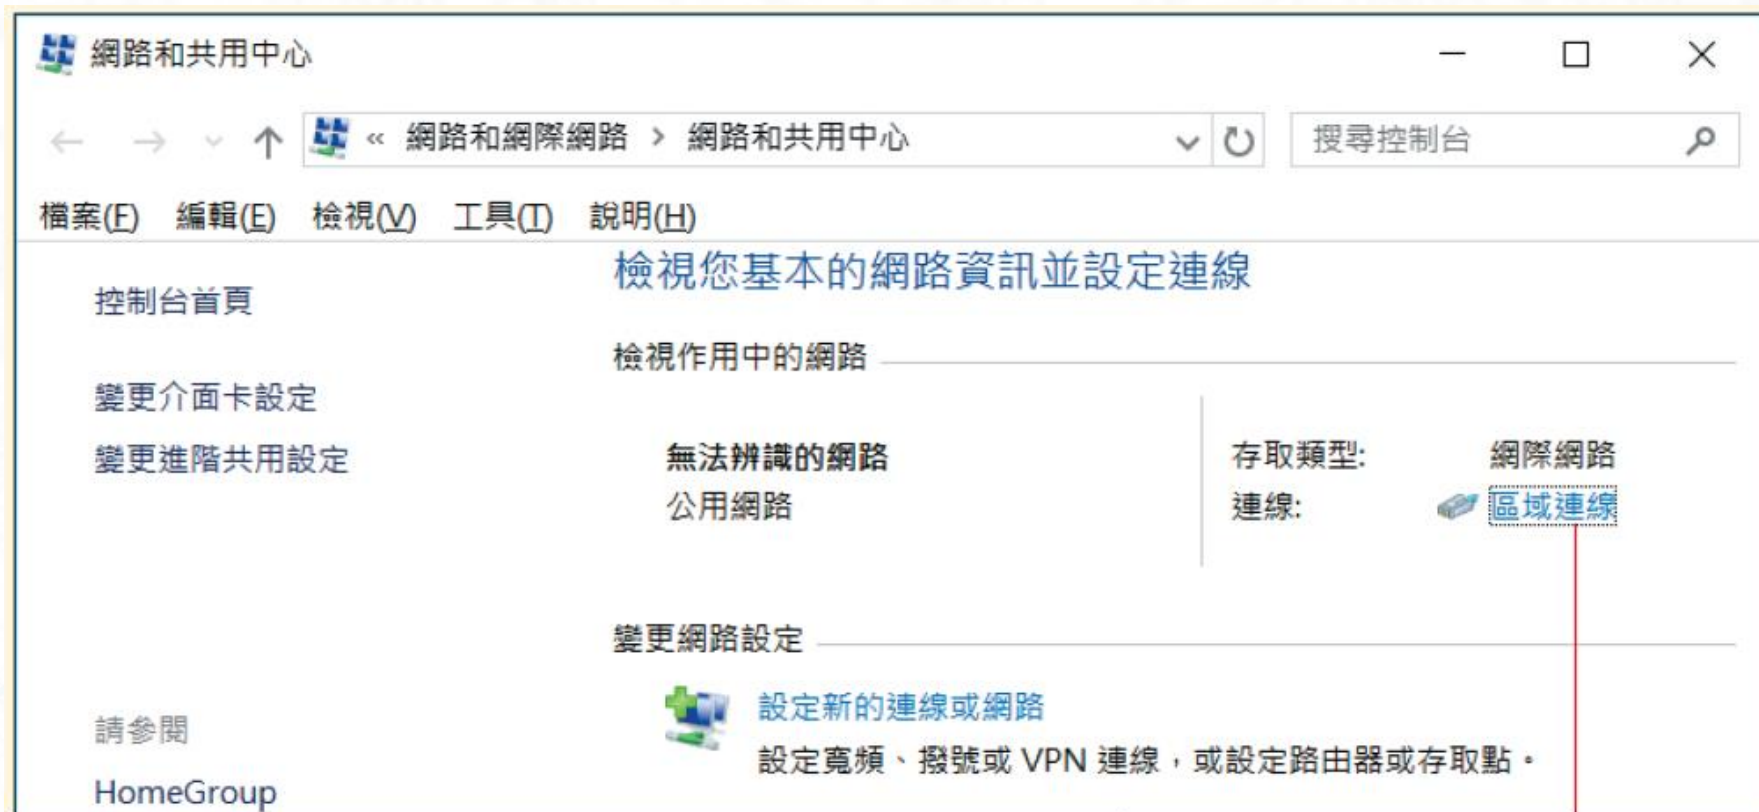 網路和共用中心
« 網路和網際網路 > 網路和共用中心
搜尋控制台
檔案(F) 編輯(E) 檢視(V) 工具(T) 說明(H)
控制台首頁
變更介面卡設定
變更進階共用設定
請參閱
HomeGroup
檢視您基本的網路資訊並設定連線
檢視作用中的網路
無法辨識的網路
公用網路
存取類型: 網際網路
連線: 區域連線
變更網路設定
設定新的連線或網路
設定寬頻、撥號或 VPN 連線，或設定路由器或存取點。